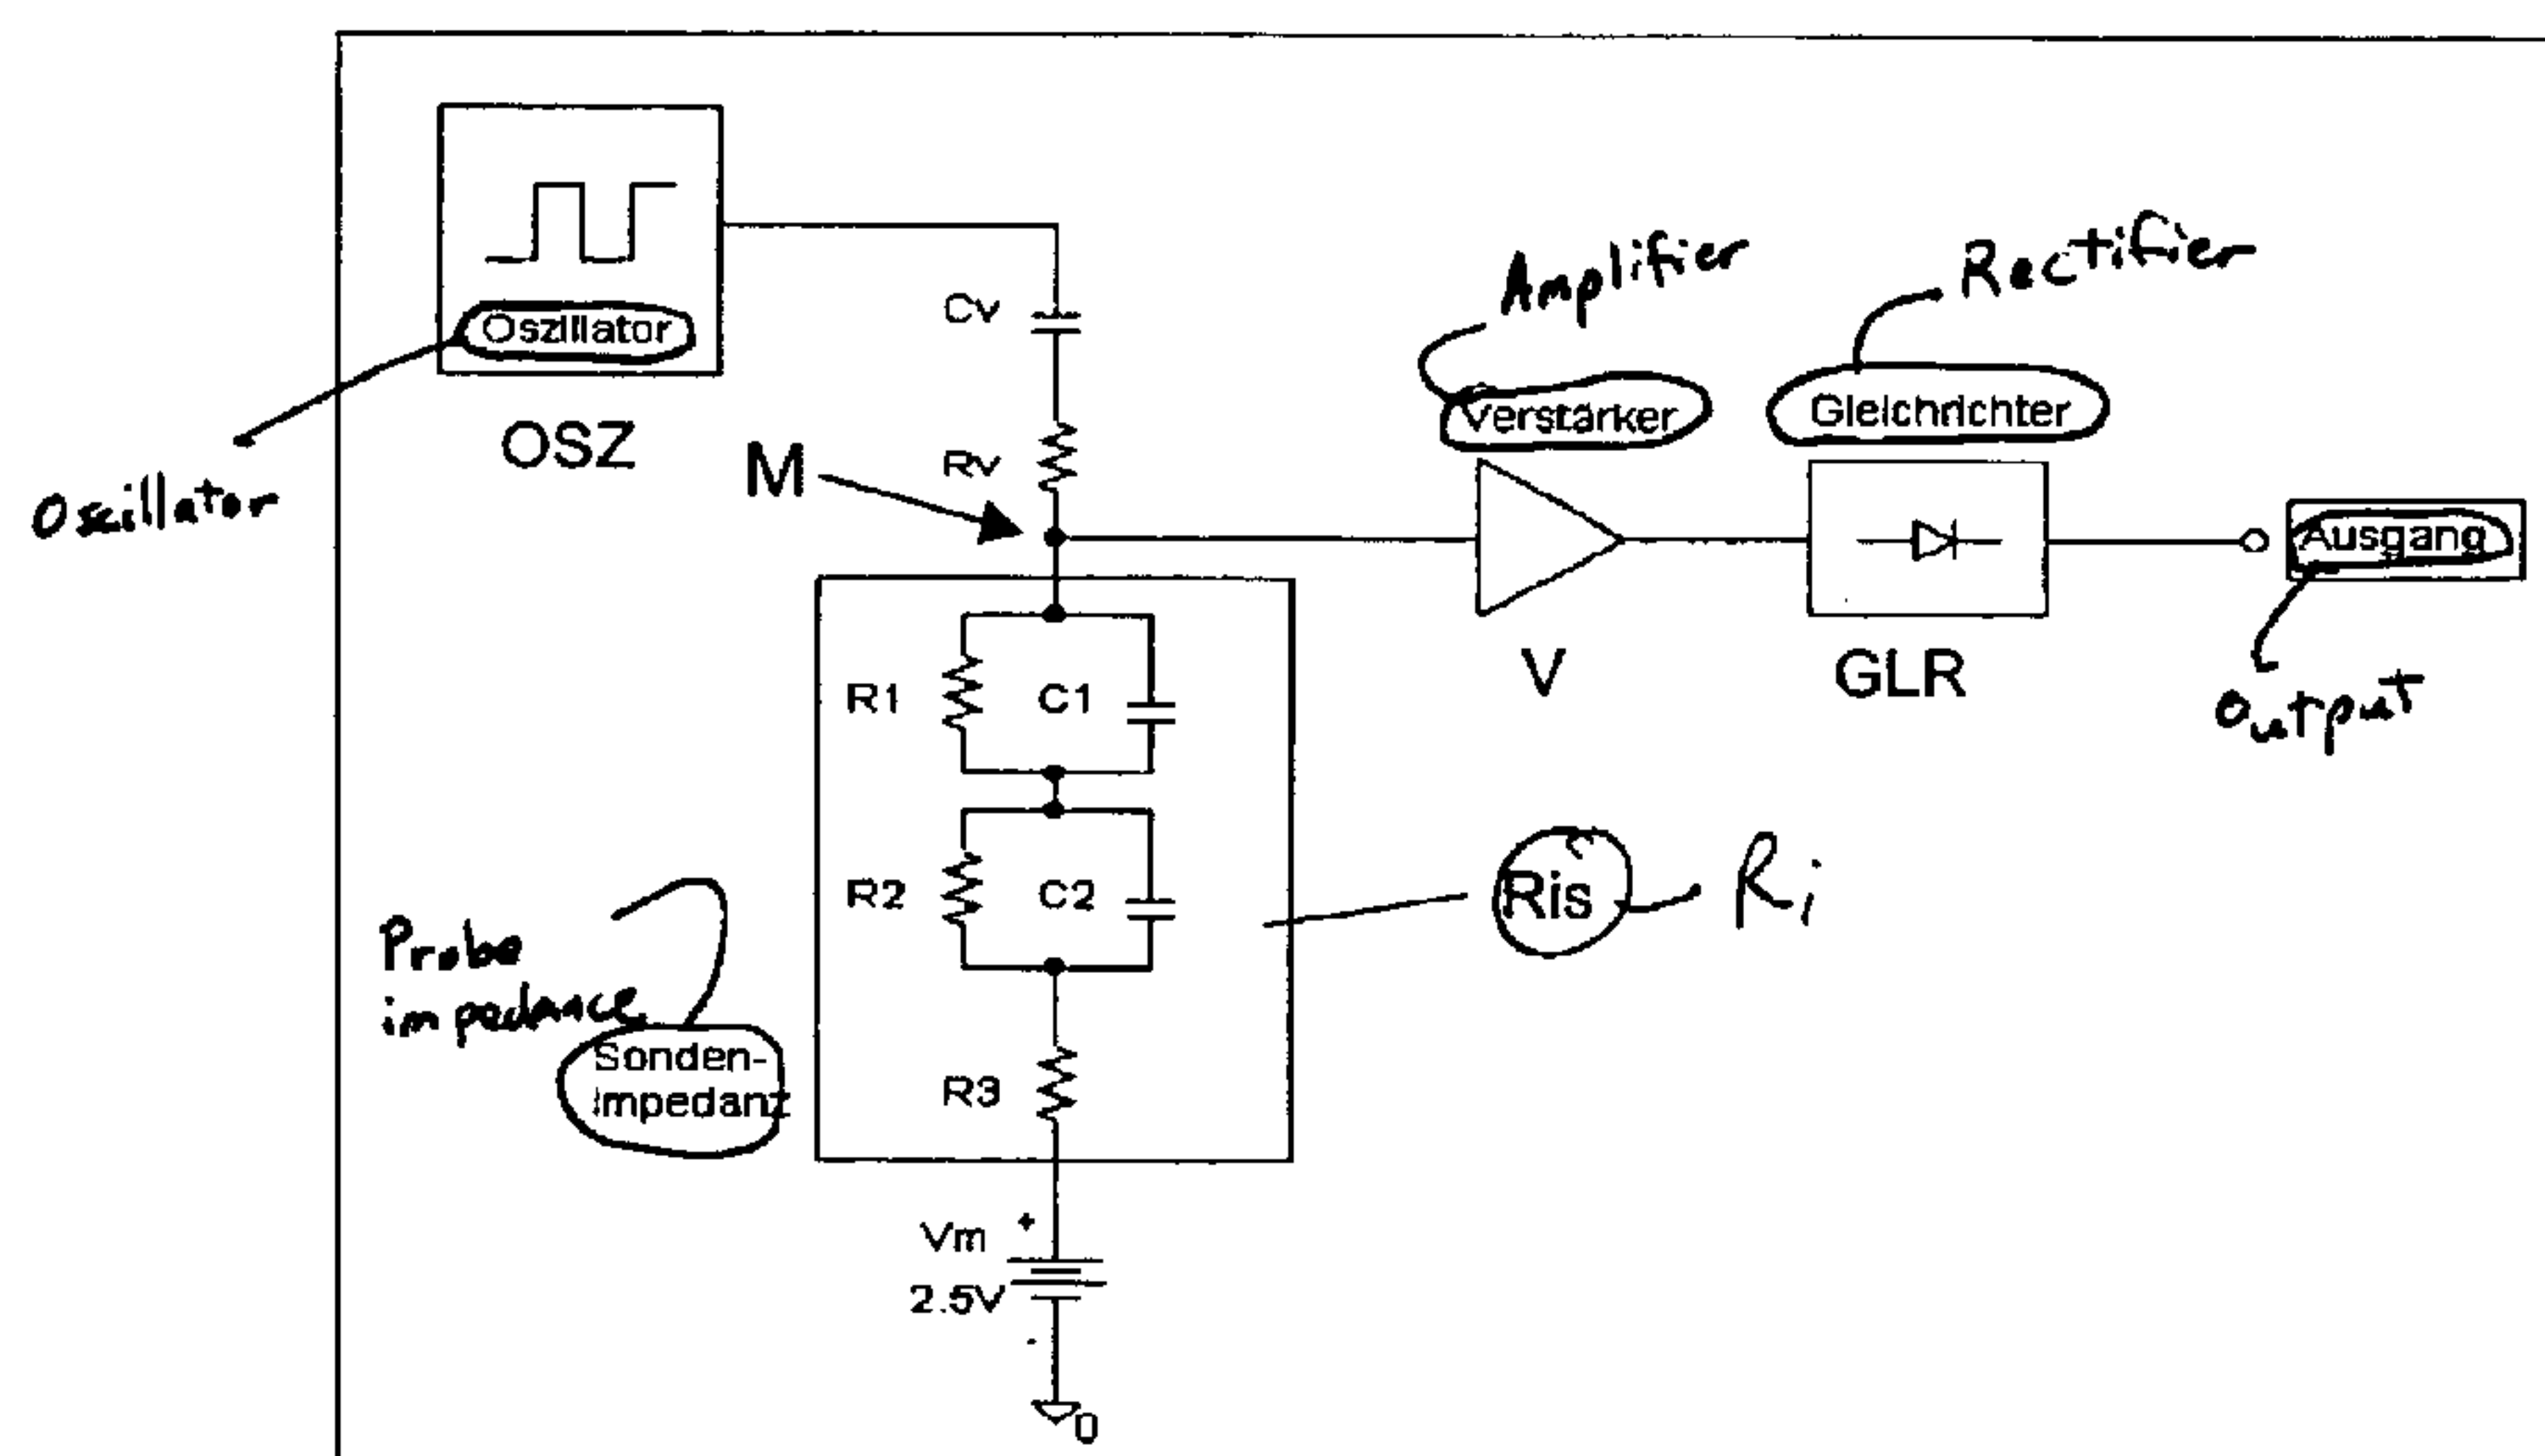 Oszillator
OSZ
Oscillator
Cv
Rv
M
Amplifier
Rectifier
Verstärker
Gleichrichter
V
GLR
Ausgang
Output
R1
C1
R2
C2
R3
Ris
Ri
Probe
impedance
Sonden-
impedanz
Vm
+
2.5V
-
0